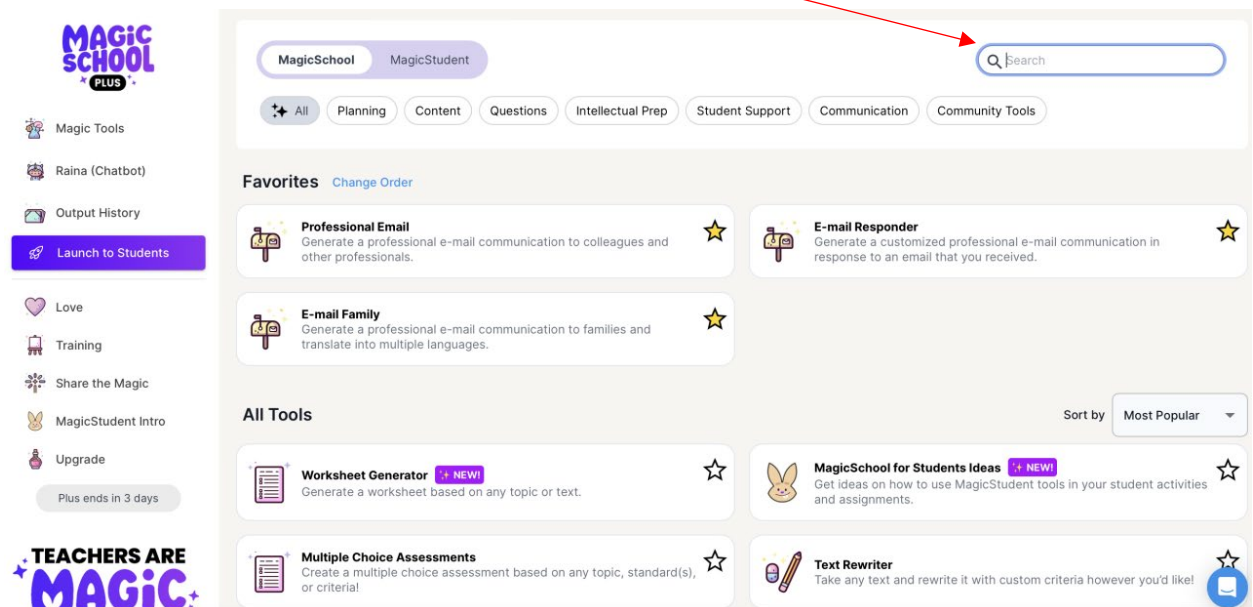 MAGiC
SCHOOL
PLUS
Magic Tools
Raina (Chatbot)
Output History
Launch to Students
Love
Training
Share the Magic
MagicStudent Intro
Upgrade
Plus ends in 3 days
TEACHERS ARE
MAGiC
MagicSchool MagicStudent
Search
All Planning Content Questions Intellectual Prep Student Support Communication Community Tools
Favorites Change Order
Professional Email
Generate a professional e-mail communication to colleagues and
other professionals.
E-mail Responder
Generate a customized professional e-mail communication in
response to an email that you received.
E-mail Family
Generate a professional e-mail communication to families and
translate into multiple languages.
All Tools
Sort by Most Popular
Worksheet Generator NEW!
Generate a worksheet based on any topic or text.
MagicSchool for Students Ideas NEW!
Get ideas on how to use MagicStudent tools in your student activities
and assignments.
Multiple Choice Assessments
Create a multiple choice assessment based on any topic, standard(s),
or criteria!
Text Rewriter
Take any text and rewrite it with custom criteria however you'd like!